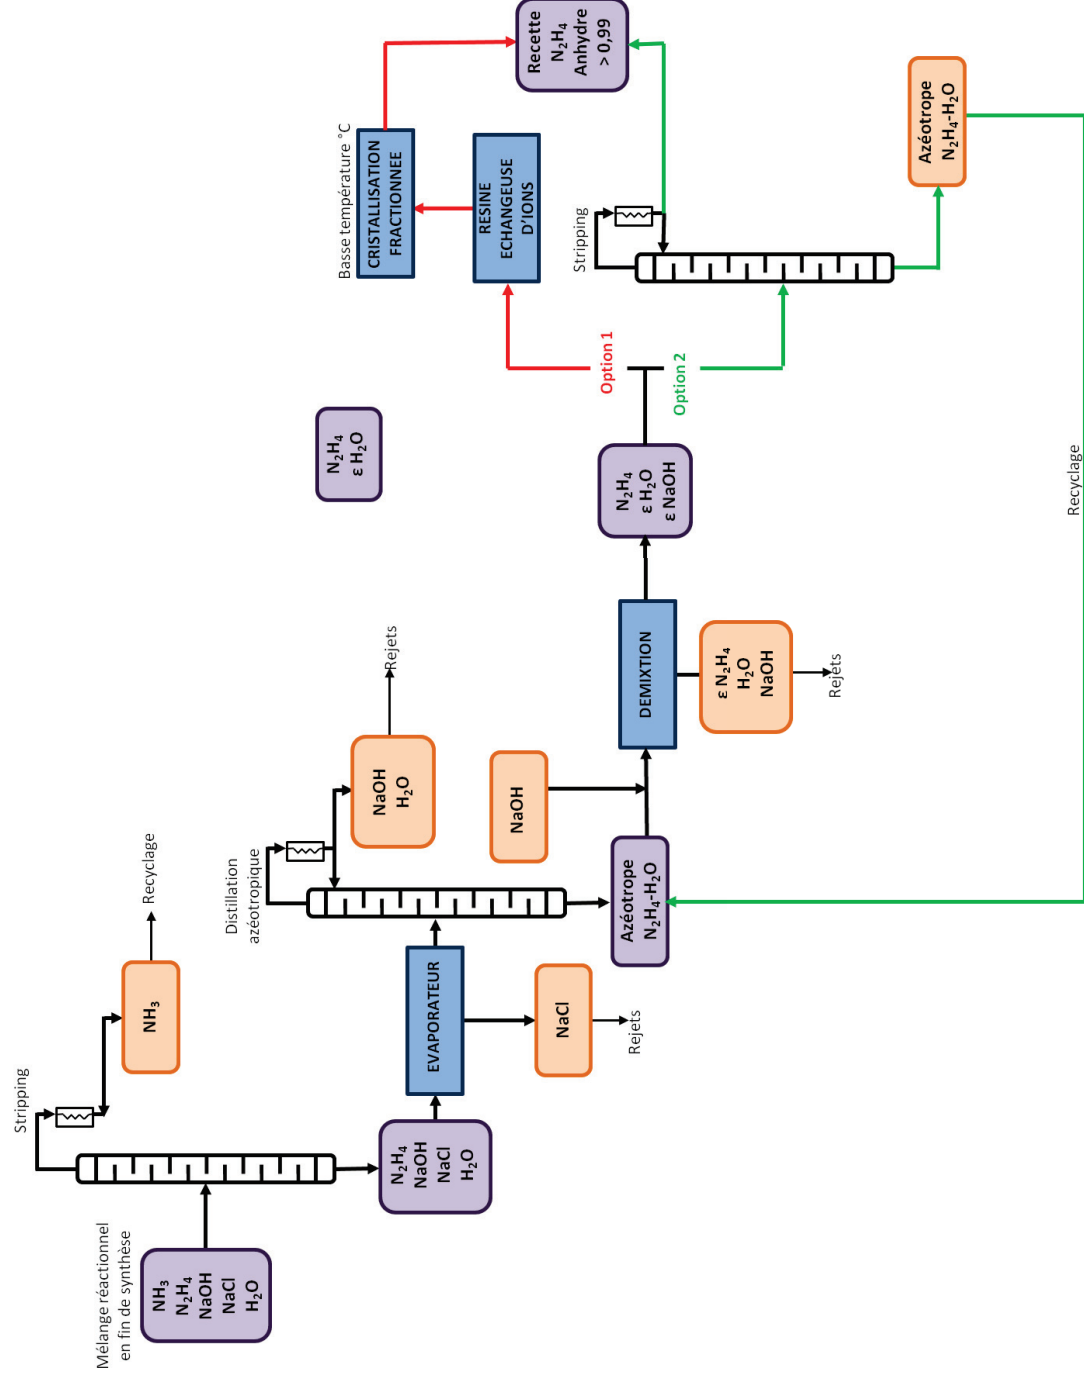 Mélange réactionnel
en fin de synthèse
NH₃
N₂H₄
NaOH
NaCl
H₂O
Stripping
NH₃
Recyclage
N₂H₄
NaOH
NaCl
H₂O
EVAPORATEUR
NaCl
Rejets
Distillation
azéotropique
NaOH
H₂O
Rejets
Azéotrope
N₂H₄-H₂O
NaOH
DEMIXTION
ε N₂H₄
H₂O
NaOH
Rejets
N₂H₄
ε H₂O
ε NaOH
N₂H₄
ε H₂O
Option 1
Option 2
RESINE
ECHANGEUSE
D'IONS
Basse température °C
CRISTALLISATION
FRACTIONNEE
Stripping
Recette
N₂H₄
Anhydre
> 0,99
Azéotrope
N₂H₄-H₂O
Recyclage